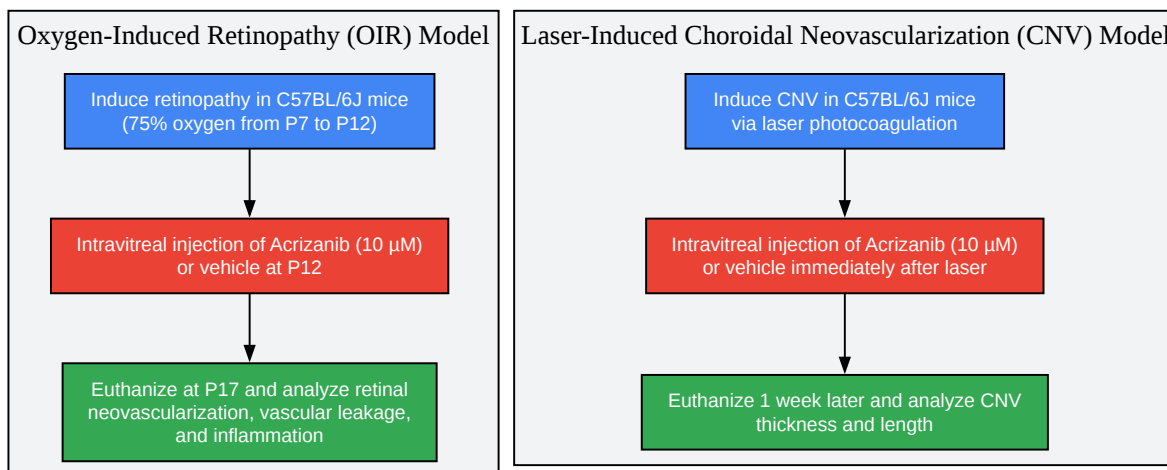 Oxygen-Induced Retinopathy (OIR) Model
Induce retinopathy in C57BL/6J mice
(75% oxygen from P7 to P12)
Intravitreal injection of Acrizanib (10 µM)
or vehicle at P12
Euthanize at P17 and analyze retinal
neovascularization, vascular leakage,
and inflammation
Laser-Induced Choroidal Neovascularization (CNV) Model
Induce CNV in C57BL/6J mice
via laser photocoagulation
Intravitreal injection of Acrizanib (10 µM)
or vehicle immediately after laser
Euthanize 1 week later and analyze CNV
thickness and length